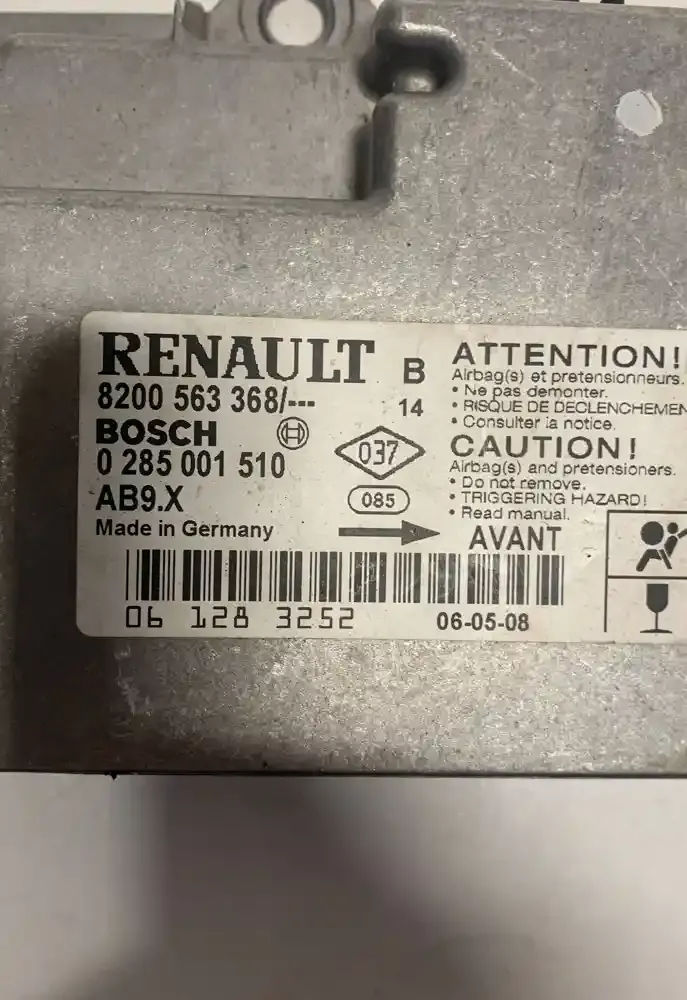 RENAULT B
8200 563 368/---
14
BOSCH
037
0 285 001 510
085
AB9.X
Made in Germany
ATTENTION!
Airbag(s) et pretensionneurs.
• Ne pas demonter.
• RISQUE DE DECLENCHEMEN
• Consulter la notice.
CAUTION!
Airbag(s) and pretensioners.
• Do not remove.
• TRIGGERING HAZARD!
• Read manual.
AVANT
06 128 3252
06-05-08